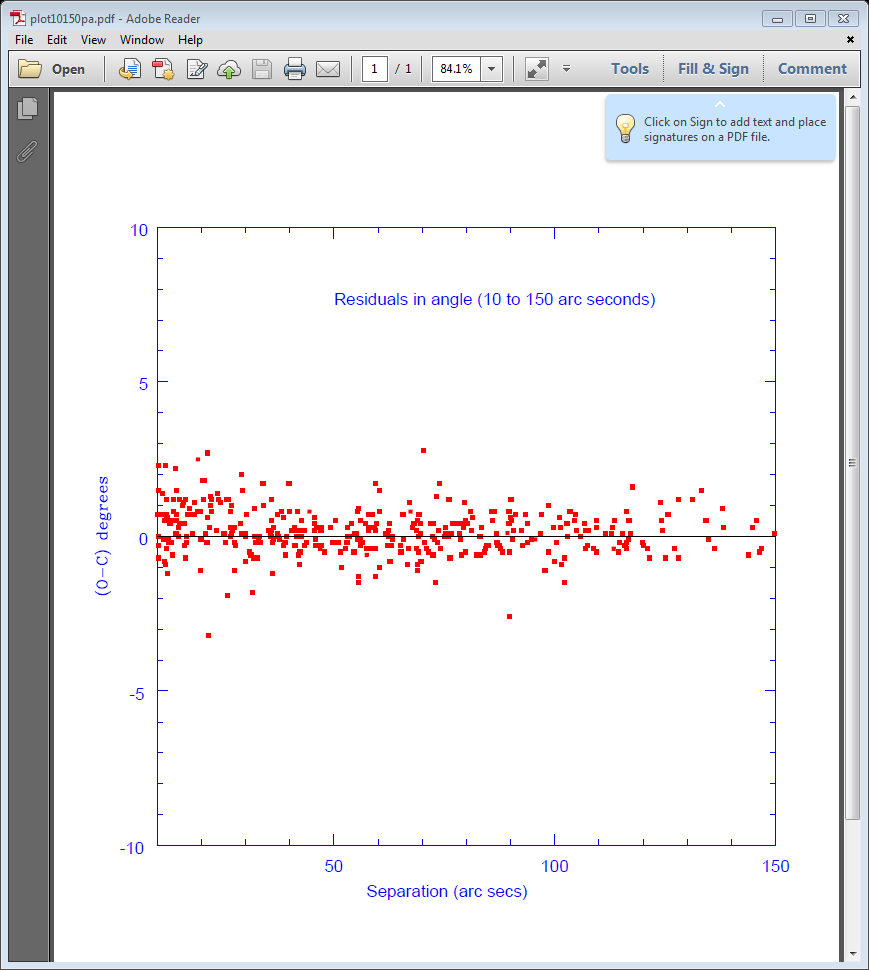 plot10150pa.pdf - Adobe Reader
File Edit View Window Help
Open 1 / 1 84.1% Tools Fill & Sign Comment
Click on Sign to add text and place
signatures on a PDF file.
10
Residuals in angle (10 to 150 arc seconds)
5
(O-C) degrees
0
-5
-10
50 100 150
Separation (arc secs)